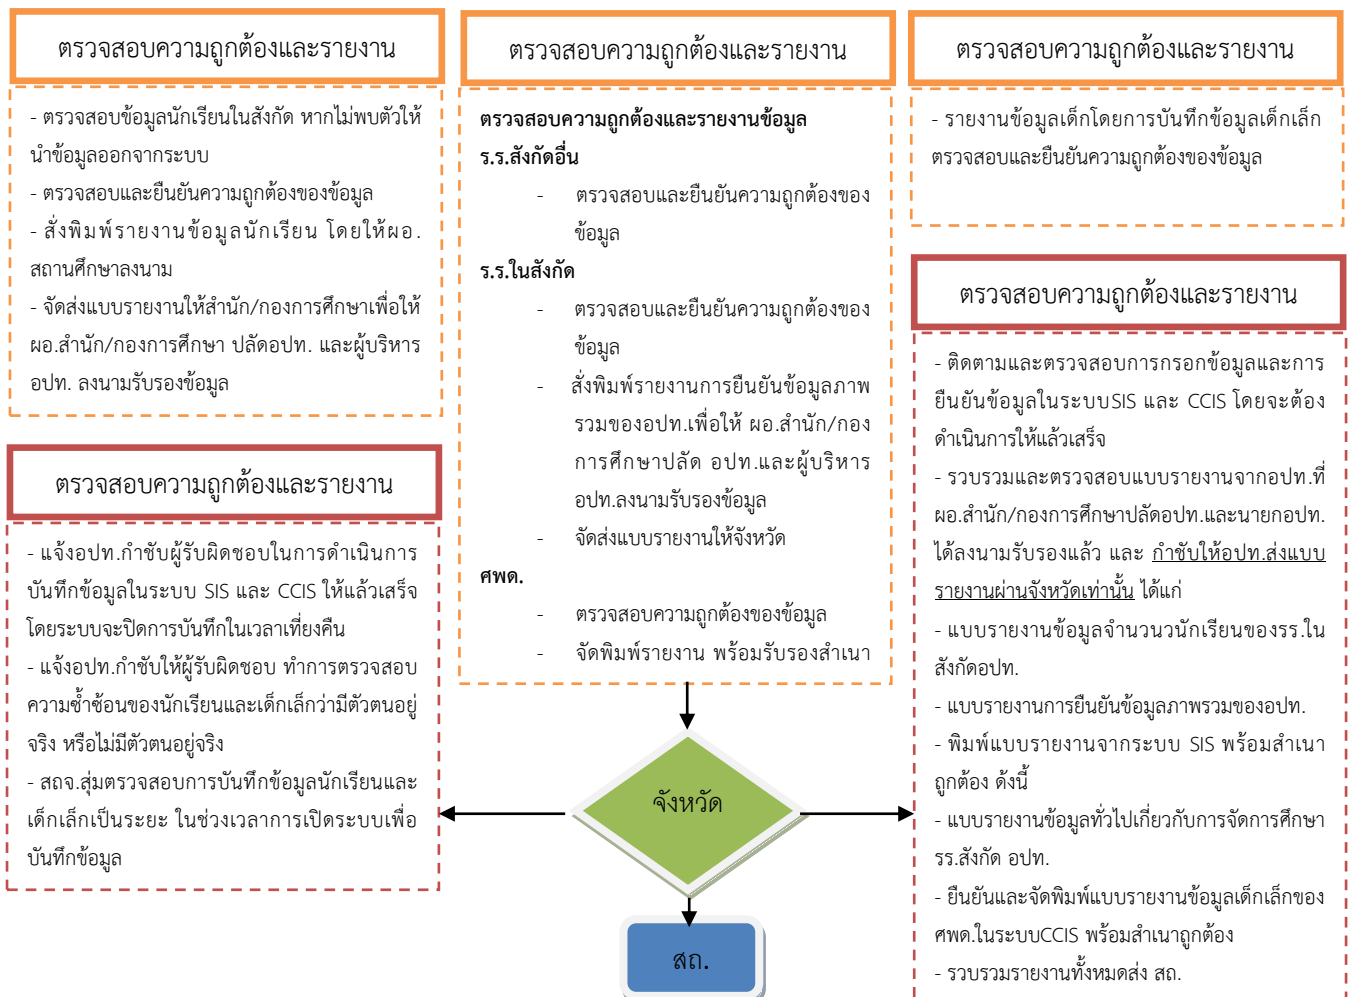 ตรวจสอบความถูกต้องและรายงาน
- ตรวจสอบข้อมูลนักเรียนในสังกัด หากไม่พบตัวให้
นำข้อมูลออกจากระบบ
- ตรวจสอบและยืนยันความถูกต้องของข้อมูล
- สั่งพิมพ์รายงานข้อมูลนักเรียน โดยให้ผอ.
สถานศึกษาลงนาม
- จัดส่งแบบรายงานให้สำนัก/กองการศึกษาเพื่อให้
ผอ.สำนัก/กองการศึกษา ปลัดอปท. และผู้บริหาร
อปท. ลงนามรับรองข้อมูล
ตรวจสอบความถูกต้องและรายงาน
- แจ้งอปท.กำชับผู้รับผิดชอบในการดำเนินการ
บันทึกข้อมูลในระบบ SIS และ CCIS ให้แล้วเสร็จ
โดยระบบจะปิดการบันทึกในเวลาเที่ยงคืน
- แจ้งอปท.กำชับให้ผู้รับผิดชอบ ทำการตรวจสอบ
ความซ้ำซ้อนของนักเรียนและเด็กเล็กว่ามีตัวตนอยู่
จริง หรือไม่มีตัวตนอยู่จริง
- สถจ.สุ่มตรวจสอบการบันทึกข้อมูลนักเรียนและ
เด็กเล็กเป็นระยะ ในช่วงเวลาการเปิดระบบเพื่อ
บันทึกข้อมูล
ตรวจสอบความถูกต้องและรายงาน
ตรวจสอบความถูกต้องและรายงานข้อมูล
ร.ร.สังกัดอื่น
- ตรวจสอบและยืนยันความถูกต้องของ
ข้อมูล
ร.ร.ในสังกัด
- ตรวจสอบและยืนยันความถูกต้องของ
ข้อมูล
- สั่งพิมพ์รายงานการยืนยันข้อมูลภาพ
รวมของอปท.เพื่อให้ ผอ.สำนัก/กอง
การศึกษาปลัด อปท.และผู้บริหาร
อปท.ลงนามรับรองข้อมูล
- จัดส่งแบบรายงานให้จังหวัด
ศพด.
- ตรวจสอบความถูกต้องของข้อมูล
- จัดพิมพ์รายงาน พร้อมรับรองสำเนา
จังหวัด
สถ.
ตรวจสอบความถูกต้องและรายงาน
- รายงานข้อมูลเด็กโดยการบันทึกข้อมูลเด็กเล็ก
ตรวจสอบและยืนยันความถูกต้องของข้อมูล
ตรวจสอบความถูกต้องและรายงาน
- ติดตามและตรวจสอบการกรอกข้อมูลและการ
ยืนยันข้อมูลในระบบSIS และ CCIS โดยจะต้อง
ดำเนินการให้แล้วเสร็จ
- รวบรวมและตรวจสอบแบบรายงานจากอปท.ที่
ผอ.สำนัก/กองการศึกษาปลัดอปท.และนายกอปท.
ได้ลงนามรับรองแล้ว และ กำชับให้อปท.ส่งแบบ
รายงานผ่านจังหวัดเท่านั้น ได้แก่
- แบบรายงานข้อมูลจำนวนวนักเรียนของรร.ใน
สังกัดอปท.
- แบบรายงานการยืนยันข้อมูลภาพรวมของอปท.
- พิมพ์แบบรายงานจากระบบ SIS พร้อมสำเนา
ถูกต้อง ด้งนี้
- แบบรายงานข้อมูลทั่วไปเกี่ยวกับการจัดการศึกษา
รร.สังกัด อปท.
- ยืนยันและจัดพิมพ์แบบรายงานข้อมูลเด็กเล็กของ
ศพด.ในระบบCCIS พร้อมสำเนาถูกต้อง
- รวบรวมรายงานทั้งหมดส่ง สถ.